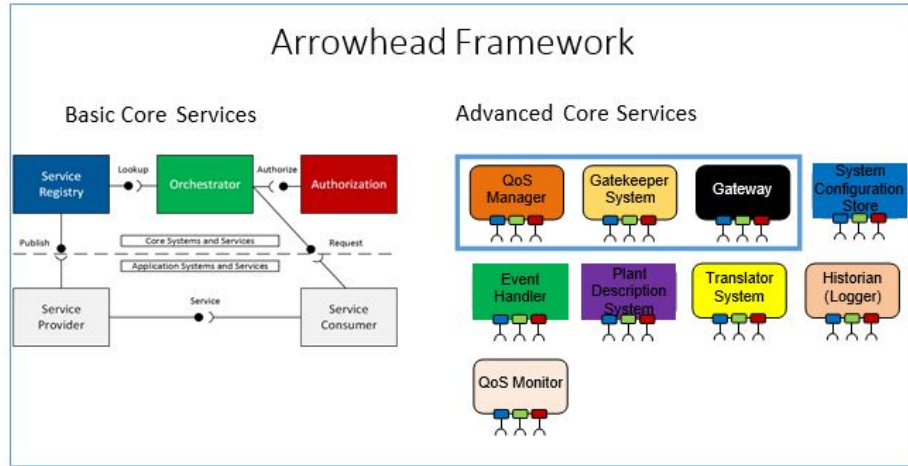 Arrowhead Framework
Basic Core Services
Advanced Core Services
Service
Registry
Lookup
Orchestrator
Authorize
Authorization
Publish
Core Systems and Services
Request
Application Systems and Services
Service
Provider
Service
Service
Consumer
QoS
Manager
Gatekeeper
System
Gateway
System
Configuration
Store
Event
Handler
Plant
Description
System
Translator
System
Historian
(Logger)
QoS Monitor